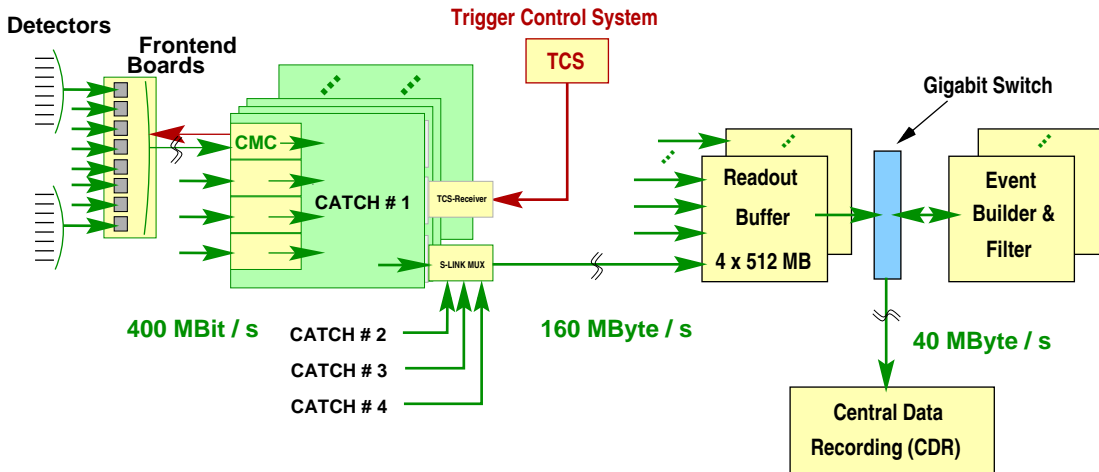 Detectors
Frontend
Boards
Trigger Control System
TCS
Gigabit Switch
CMC
CATCH # 1
TCS-Receiver
S-LINK MUX
Readout
Buffer
4 x 512 MB
Event
Builder &
Filter
400 MBit / s
CATCH # 2
CATCH # 3
CATCH # 4
160 MByte / s
40 MByte / s
Central Data
Recording (CDR)